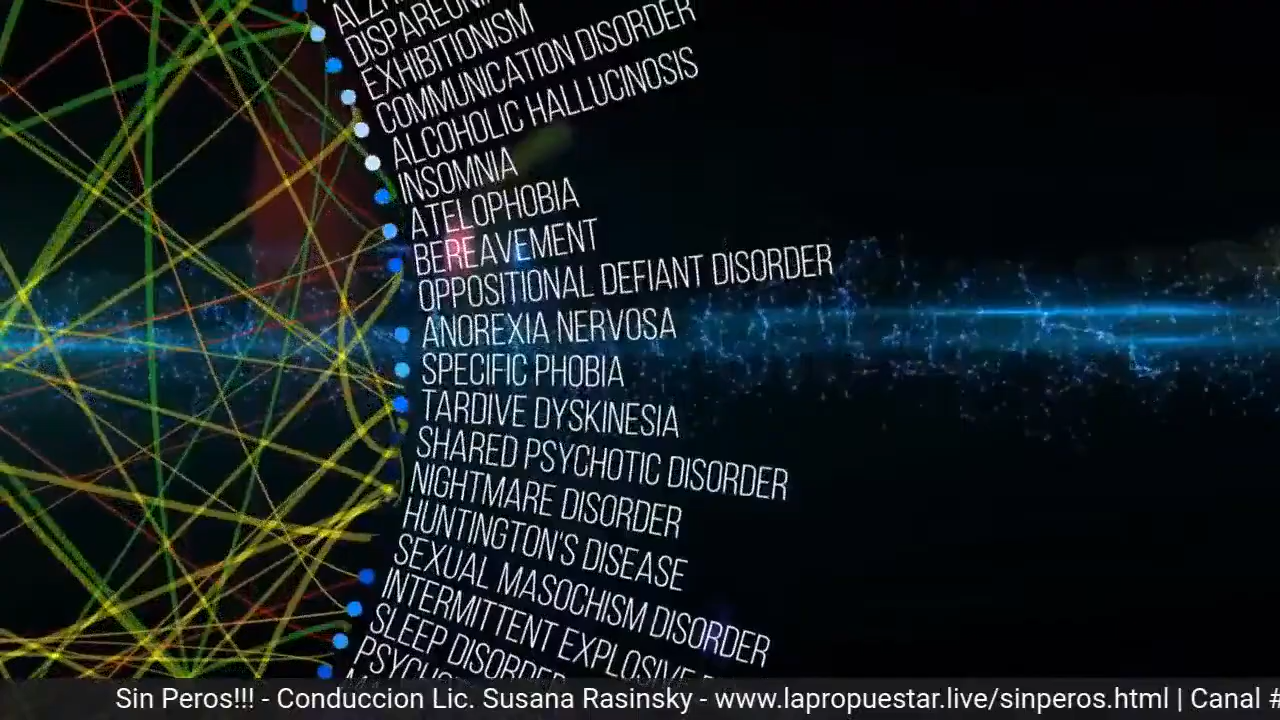 EXHIBITIONISM
COMMUNICATION DISORDER
ALCOHOLIC HALLUCINOSIS
INSOMNIA
ATELOPHOBIA
BEREAVEMENT
OPPOSITIONAL DEFIANT DISORDER
ANOREXIA NERVOSA
SPECIFIC PHOBIA
TARDIVE DYSKINESIA
SHARED PSYCHOTIC DISORDER
NIGHTMARE DISORDER
HUNTINGTON'S DISEASE
SEXUAL MASOCHISM DISORDER
INTERMITTENT EXPLOSIVE
SLEEP DISORDER
Sin Peros!!! - Conduccion Lic. Susana Rasinsky - www.lapropuestar.live/sinperos.html | Canal #